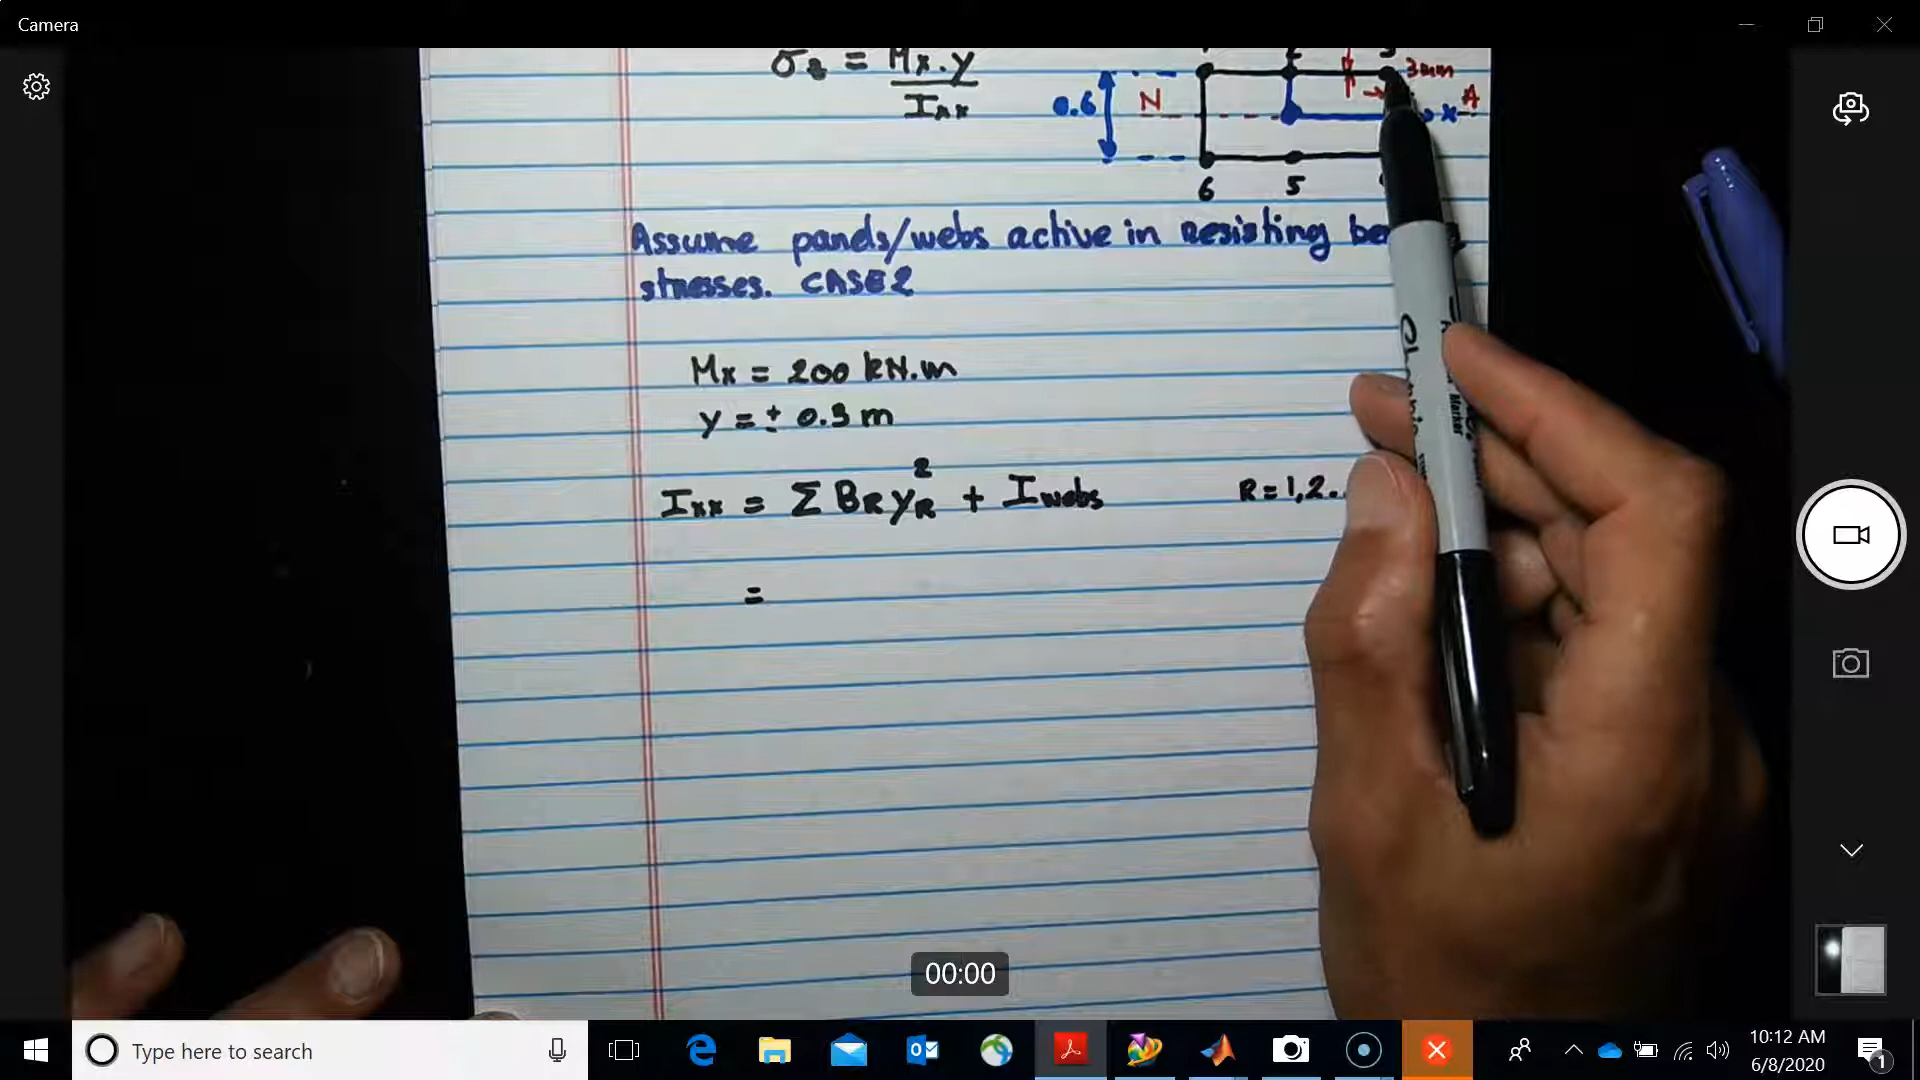 Camera
σz = Mx.y
Ixx
2
3mm
0.6
N
x
A
6
5
Assume panels/webs active in Resisting
stresses. CASE2
Mx = 200 kN.m
y = ± 0.3 m
Ixx = Σ BR yR² + Iwebs
R = 1,2..
=
00:00
Type here to search
10:12 AM
6/8/2020
1